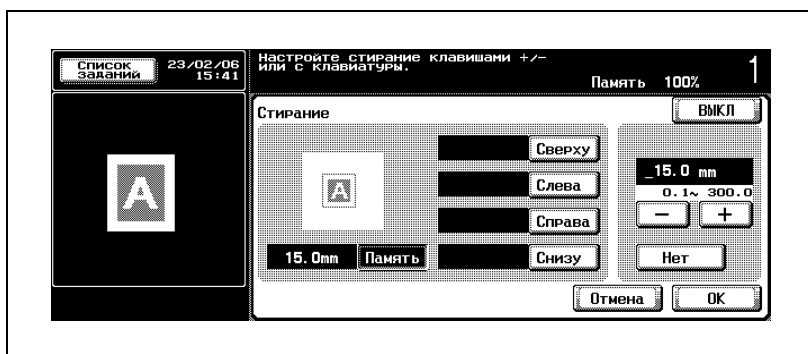 Список
заданий
23/02/06
15:41
Настройте стирание клавишами +/-
или с клавиатуры.
Память 100%
1
Стирание
ВЫКЛ
A
A
Сверху
Слева
Справа
Снизу
15.0mm Память
_15.0 mm
0.1~ 300.0
− +
Нет
Отмена OK